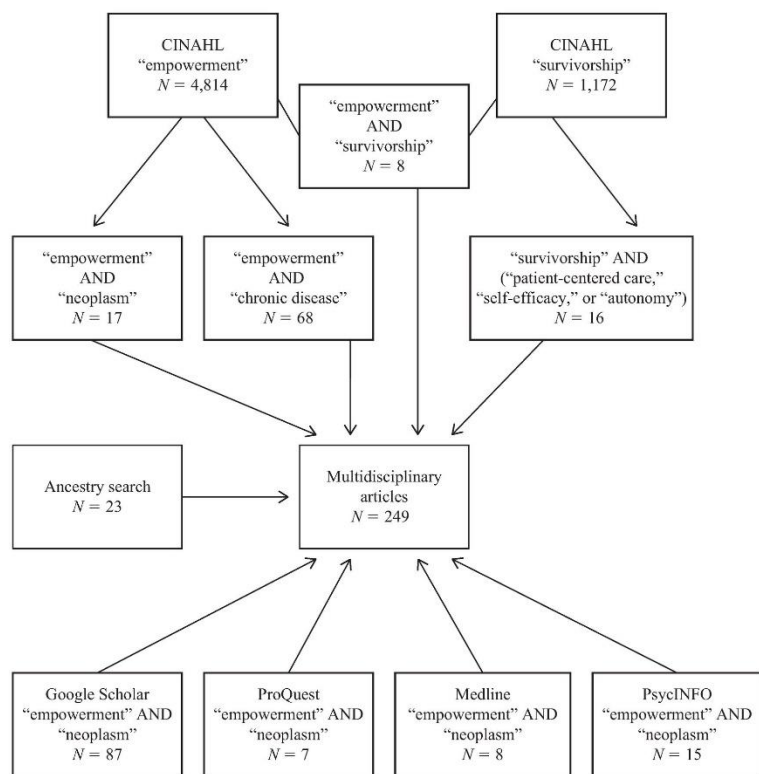 CINAHL
“empowerment”
N = 4,814
CINAHL
“survivorship”
N = 1,172
“empowerment”
AND
“survivorship”
N = 8
“empowerment”
AND
“neoplasm”
N = 17
“empowerment”
AND
“chronic disease”
N = 68
“survivorship” AND
(“patient-centered care,”
“self-efficacy,” or “autonomy”)
N = 16
Ancestry search
N = 23
Multidisciplinary
articles
N = 249
Google Scholar
“empowerment” AND
“neoplasm”
N = 87
ProQuest
“empowerment” AND
“neoplasm”
N = 7
Medline
“empowerment” AND
“neoplasm”
N = 8
PsycINFO
“empowerment” AND
“neoplasm”
N = 15